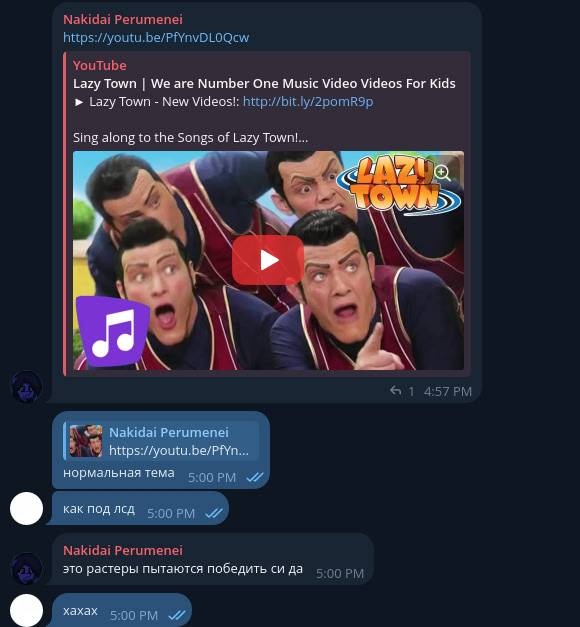 Nakidai Perumenei
https://youtu.be/PfYnvDL0Qcw
YouTube
Lazy Town | We are Number One Music Video Videos For Kids
► Lazy Town - New Videos!: http://bit.ly/2pomR9p
Sing along to the Songs of Lazy Town!...
LAZY
TOWN
1 4:57 PM
Nakidai Perumenei
https://youtu.be/PfYn...
нормальная тема 5:00 PM
как под лсд 5:00 PM
Nakidai Perumenei
это растеры пытаются победить си да 5:00 PM
хахах 5:00 PM